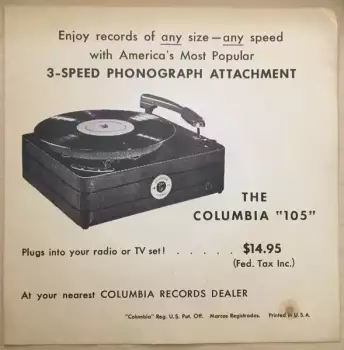 Enjoy records of any size—any speed
with America's Most Popular
3-SPEED PHONOGRAPH ATTACHMENT
THE
COLUMBIA "105"
Plugs into your radio or TV set! . . . . . $14.95
(Fed. Tax Inc.)
At your nearest COLUMBIA RECORDS DEALER
"Columbia" Reg. U.S. Pat. Off. Marcas Registradas. Printed in U.S.A.